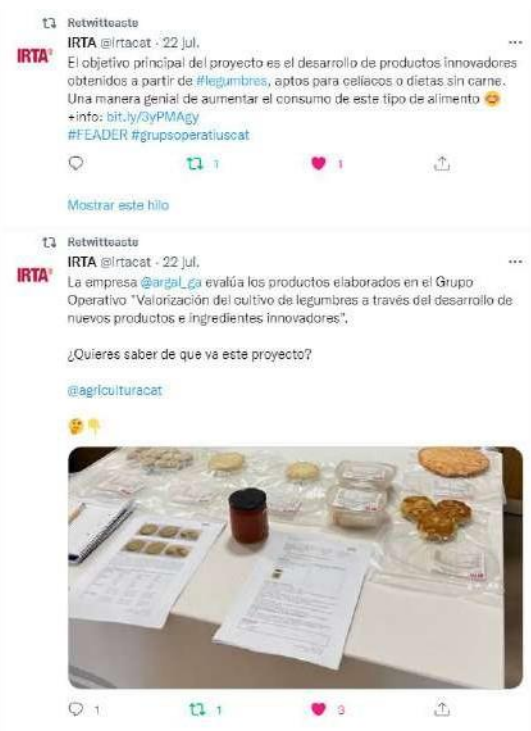 Retwitteaste
IRTA @irtacat · 22 jul.
IRTA
El objetivo principal del proyecto es el desarrollo de productos innovadores
obtenidos a partir de #legumbres, aptos para celíacos o dietas sin carne.
Una manera genial de aumentar el consumo de este tipo de alimento 😊
+info: bit.ly/3yPMAgy
#FEADER #grupsoperatiuscat
1
1
Mostrar este hilo
Retwitteaste
IRTA @irtacat · 22 jul.
IRTA
La empresa @argal_ga evalúa los productos elaborados en el Grupo
Operativo "Valorización del cultivo de legumbres a través del desarrollo de
nuevos productos e ingredientes innovadores".
¿Quieres saber de que va este proyecto?
@agriculturacat
🤔👇
1
1
3